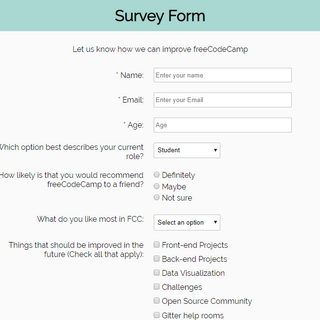 Survey Form
Let us know how we can improve freeCodeCamp
* Name: Enter your name
* Email: Enter your Email
* Age: Age
Which option best describes your current
role?
Student
How likely is that you would recommend
freeCodeCamp to a friend?
Definitely
Maybe
Not sure
What do you like most in FCC: Select an option
Things that should be improved in the
future (Check all that apply):
Front-end Projects
Back-end Projects
Data Visualization
Challenges
Open Source Community
Gitter help rooms